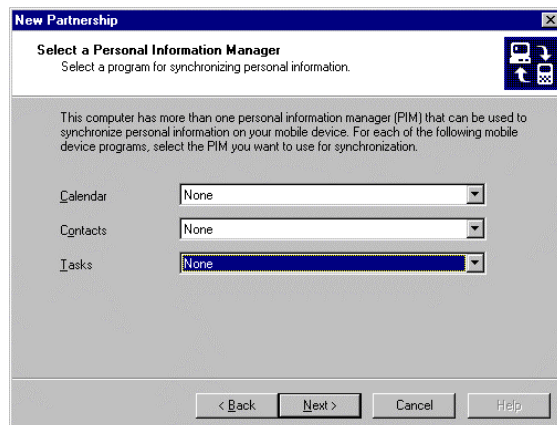 New Partnership
Select a Personal Information Manager
Select a program for synchronizing personal information.
This computer has more than one personal information manager (PIM) that can be used to
synchronize personal information on your mobile device. For each of the following mobile
device programs, select the PIM you want to use for synchronization.
Calendar None
Contacts None
Tasks None
< Back Next > Cancel Help